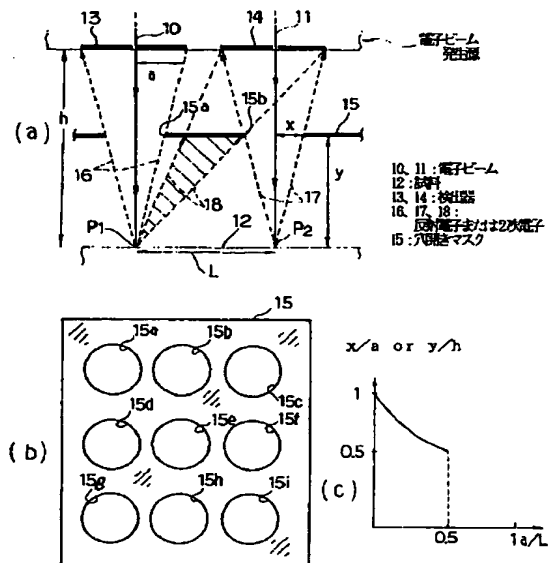 13
10
14
11
電子ビーム
発生源
a
15a
15b
15
(a)
h
x
y
16
18
17
12
P1
P2
L
10、11：電子ビーム
12：試料
13、14：検出器
16、17、18：
反射電子または2次電子
15：穴開きマスク
15
15a
15b
15c
15d
15e
15f
15g
15h
15i
(b)
x/a or y/h
1
0.5
(c)
0
0.5
1
a/L